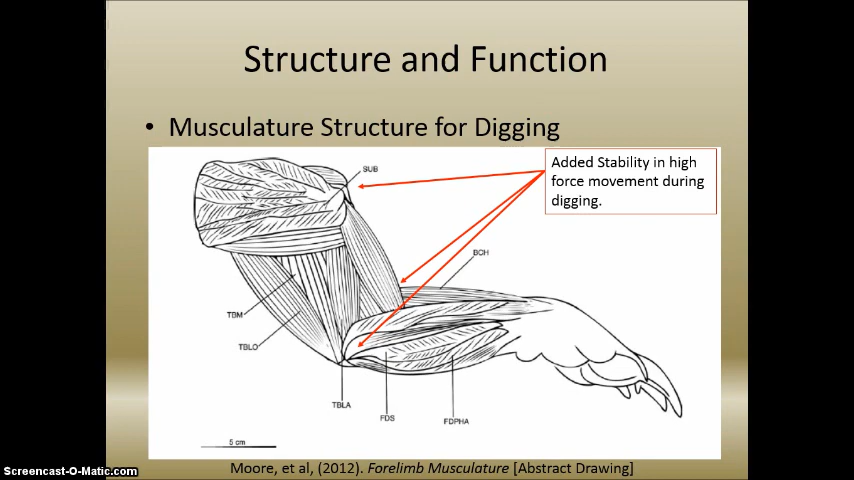 Structure and Function
• Musculature Structure for Digging
Added Stability in high
force movement during
digging.
SUB
BCH
TBM
TBLO
TBLA
FDS
FDPHA
5 cm
Moore, et al, (2012). Forelimb Musculature [Abstract Drawing]
Screencast-O-Matic.com